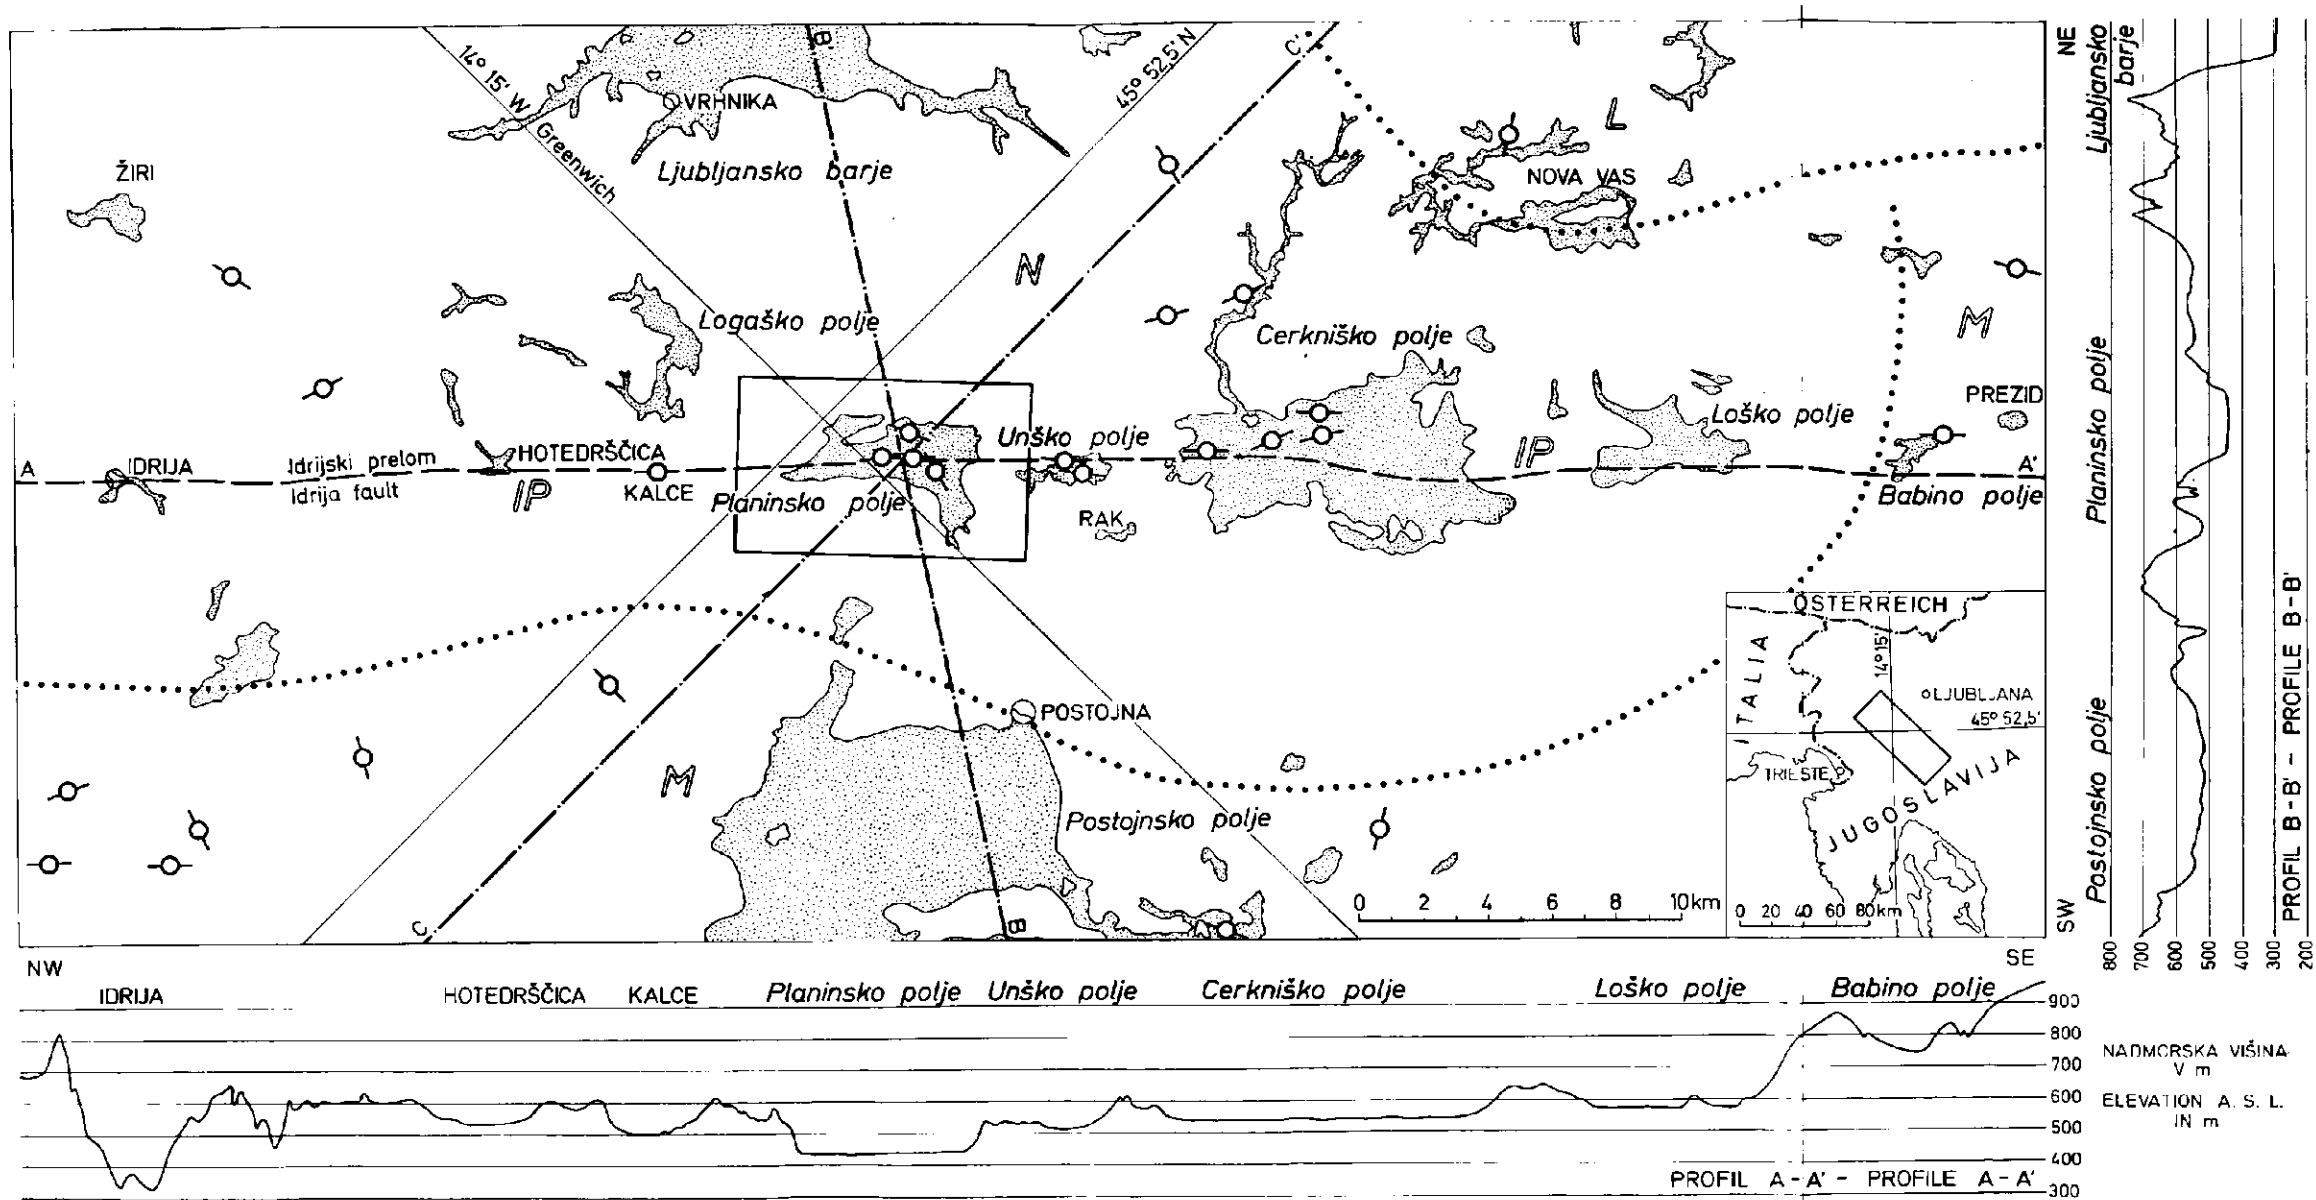 B'
C'
14° 15' W
Greenwich
45° 52,5' N
VRHNIKA
Ljubljansko barje
ŽIRI
L
NOVA VAS
N
Logaško polje
Cerkniško polje
M
PREZID
Loško polje
A
IDRIJA
Idrijski prelom
Idrija fault
HOTEDRŠČICA
IP
KALCE
Planinsko polje
Unško polje
RAK
IP
A'
Babino polje
POSTOJNA
M
Postojnsko polje
C
B
0 2 4 6 8 10 km
ÖSTERREICH
ITALIA
14° 15'
LJUBLJANA
45° 52,5'
TRIESTE
JUGOSLAVIJA
0 20 40 60 80 km
NE
Ljubljansko
barje
Planinsko polje
Postojnsko polje
SW
800 700 600 500 400 300 200
PROFIL B-B' - PROFILE B-B'
NW
SE
IDRIJA HOTEDRŠČICA KALCE Planinsko polje Unško polje Cerkniško polje Loško polje Babino polje
900
800
700
600
500
400
300
NADMORSKA VIŠINA
V m
ELEVATION A. S. L.
IN m
PROFIL A-A' - PROFILE A-A'